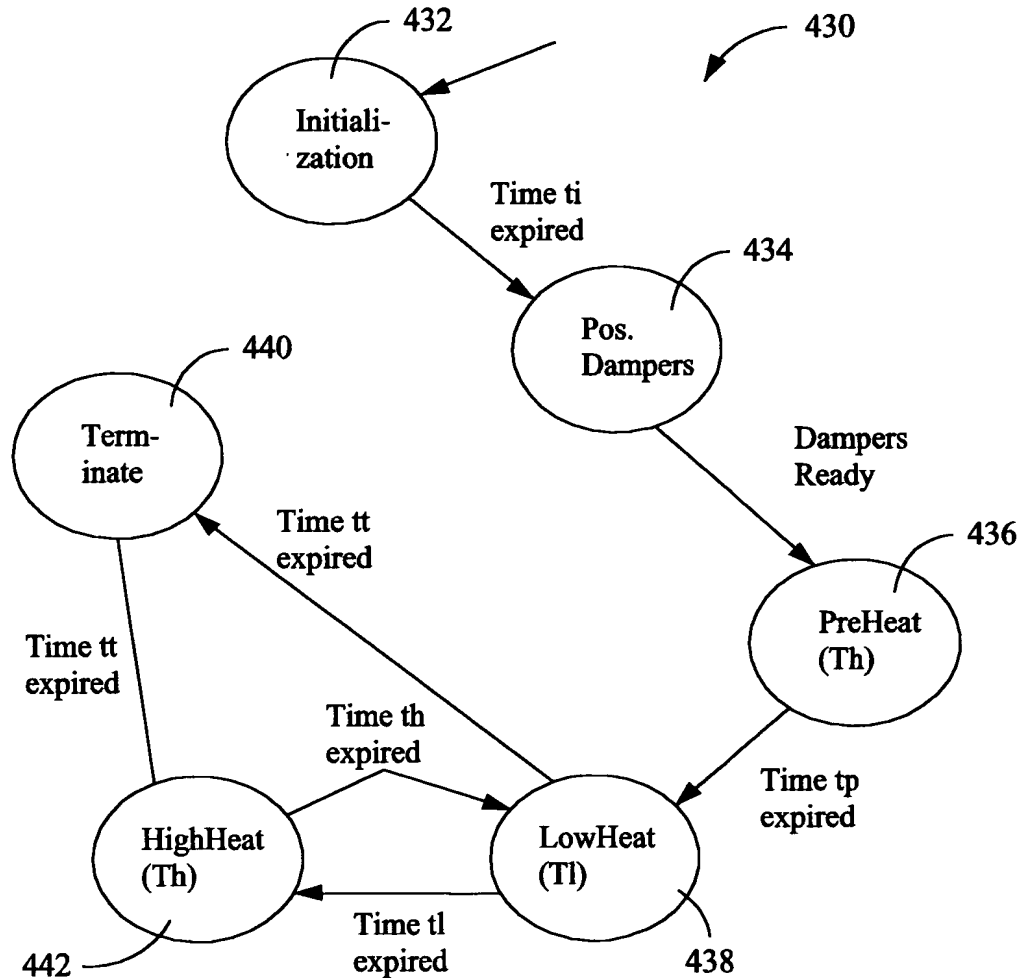 432
430
Initiali-
zation
Time ti
expired
434
Pos.
Dampers
440
Term-
inate
Dampers
Ready
Time tt
expired
436
PreHeat
(Th)
Time tt
expired
Time th
expired
Time tp
expired
HighHeat
(Th)
LowHeat
(Tl)
Time tl
expired
442
438